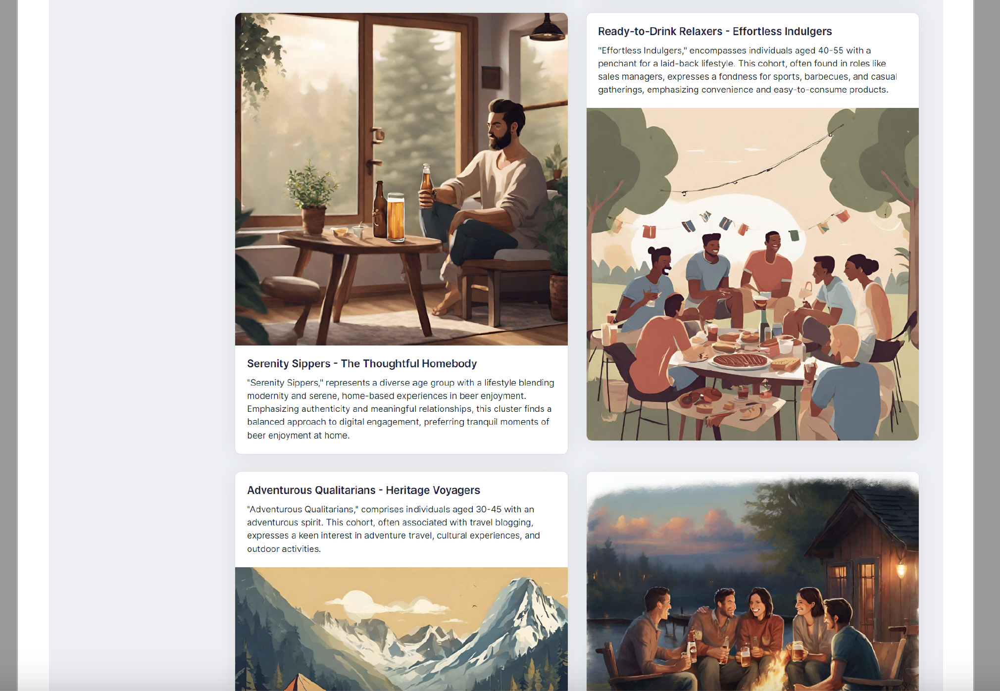 Ready-to-Drink Relaxers - Effortless Indulgers
"Effortless Indulgers," encompasses individuals aged 40-55 with a
penchant for a laid-back lifestyle. This cohort, often found in roles like
sales managers, expresses a fondness for sports, barbecues, and casual
gatherings, emphasizing convenience and easy-to-consume products.
Serenity Sippers - The Thoughtful Homebody
"Serenity Sippers," represents a diverse age group with a lifestyle blending
modernity and serene, home-based experiences in beer enjoyment.
Emphasizing authenticity and meaningful relationships, this cluster finds a
balanced approach to digital engagement, preferring tranquil moments of
beer enjoyment at home.
Adventurous Qualitarians - Heritage Voyagers
"Adventurous Qualitarians," comprises individuals aged 30-45 with an
adventurous spirit. This cohort, often associated with travel blogging,
expresses a keen interest in adventure travel, cultural experiences, and
outdoor activities.